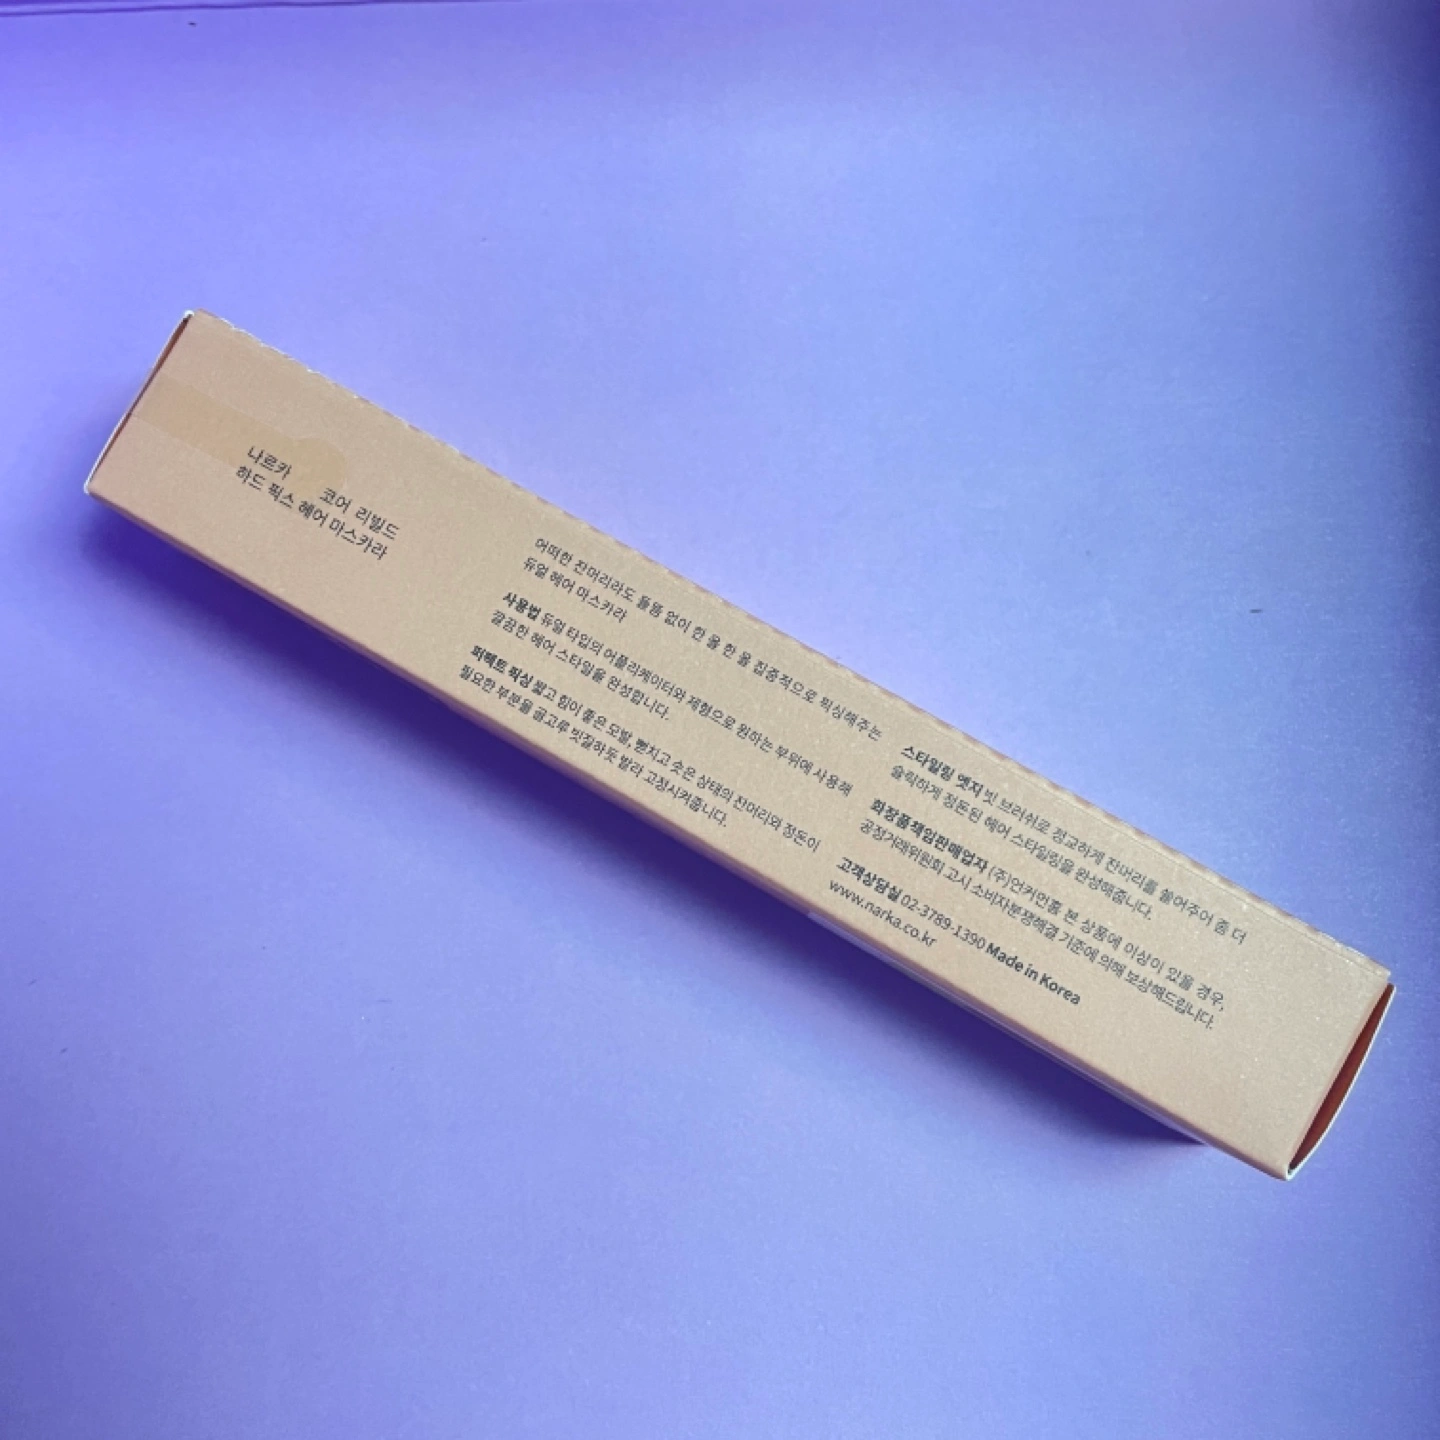 나르카 코어 리빌드
하드 픽스 헤어 마스카라
어떠한 잔머리라도 들뜸 없이 한 올 한 올 집중적으로 픽싱해주는
듀얼 헤어 마스카라
사용법 듀얼 타입의 어플리케이터와 제형으로 원하는 부위에 사용해
깔끔한 헤어 스타일을 완성합니다.
퍼펙트 픽싱 짧고 힘이 좋은 모발, 뻗치고 솟은 상태의 잔머리와 정돈이
필요한 부분을 골고루 빗질하듯 발라 고정시켜줍니다.
스타일링 엣지 빗 브러쉬로 정교하게 잔머리를 쓸어주어 좀 더
슬릭하게 정돈된 헤어 스타일링을 완성해줍니다.
화장품책임판매업자 (주)언커먼홈 본 상품에 이상이 있을 경우,
공정거래위원회 고시 소비자분쟁해결 기준에 의해 보상해드립니다.
고객상담실 02-3789-1390 Made in Korea
www.narka.co.kr